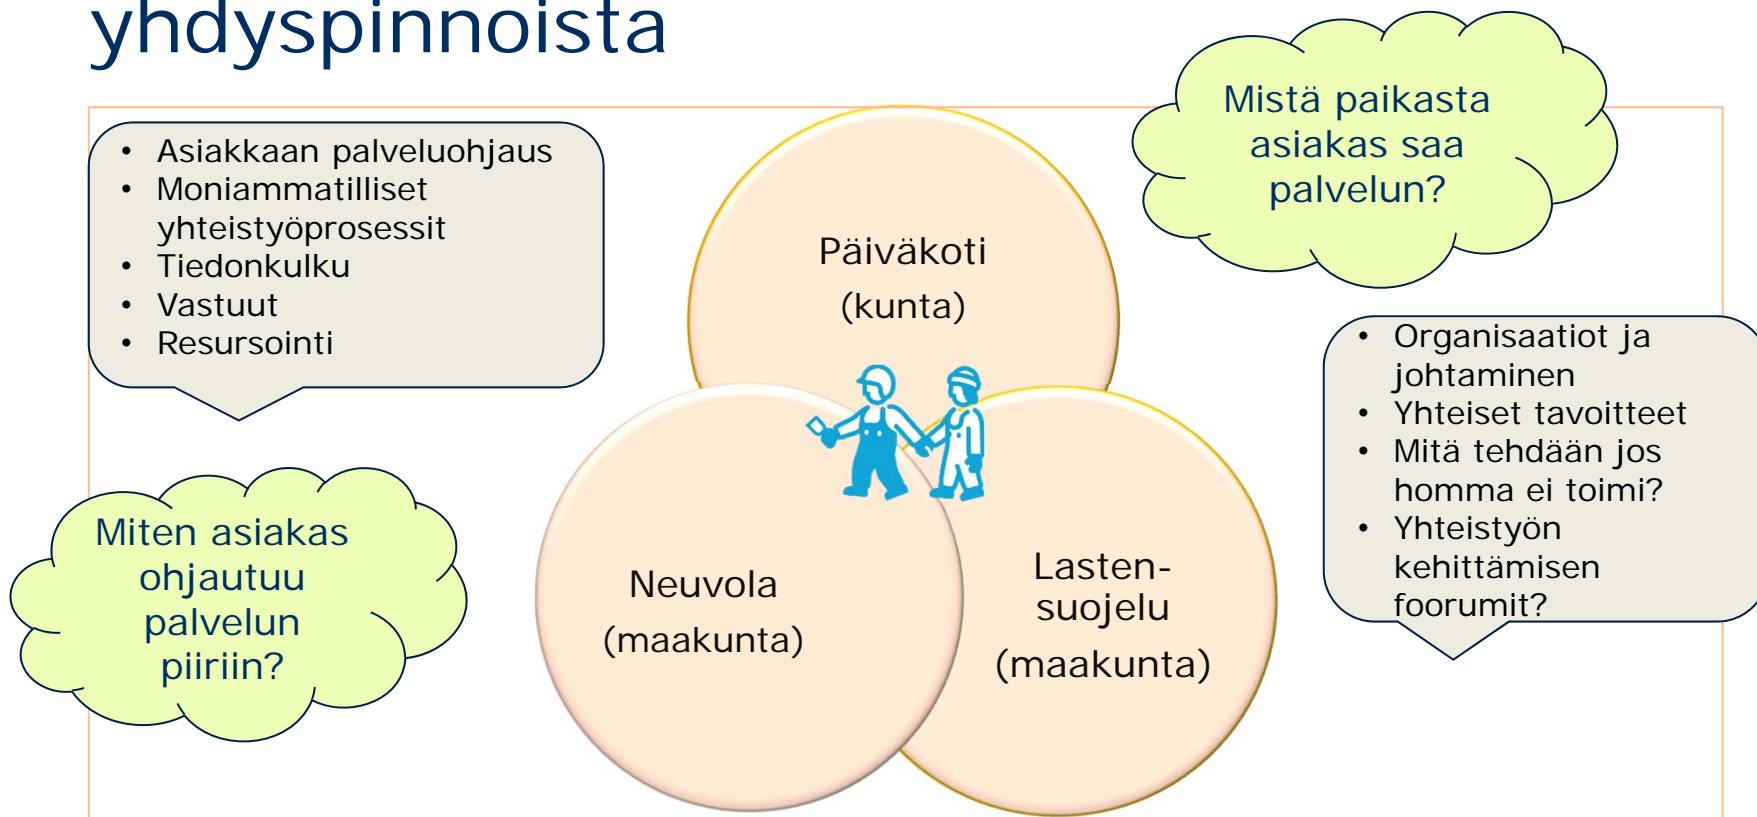 yhdyspinnoista
• Asiakkaan palveluohjaus
• Moniammatilliset
yhteistyöprosessit
• Tiedonkulku
• Vastuut
• Resursointi
Mistä paikasta
asiakas saa
palvelun?
Päiväkoti
(kunta)
• Organisaatiot ja
johtaminen
• Yhteiset tavoitteet
• Mitä tehdään jos
homma ei toimi?
• Yhteistyön
kehittämisen
foorumit?
Miten asiakas
ohjautuu
palvelun
piiriin?
Neuvola
(maakunta)
Lasten-
suojelu
(maakunta)